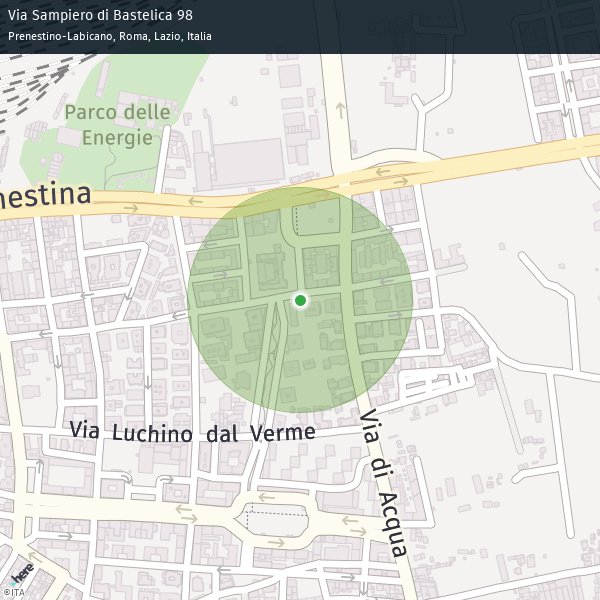 Via Sampiero di Bastelica 98
Prenestino-Labicano, Roma, Lazio, Italia
Parco delle
Energie
nestina
Via Luchino dal Verme
Via di Acqua
here
©ITA